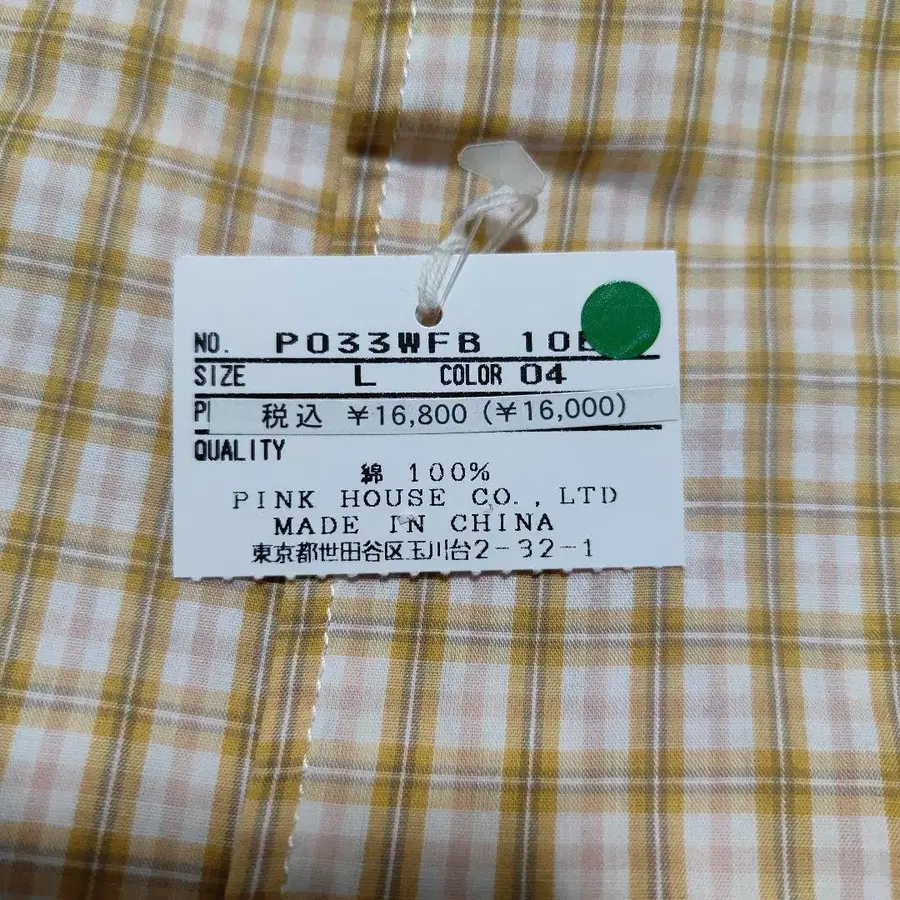 NO. P033WFB
SIZE L COLOR 04
税込 ¥16,800 (¥16,000)
QUALITY
綿 100%
PINK HOUSE CO., LTD
MADE IN CHINA
東京都世田谷区玉川台2-32-1